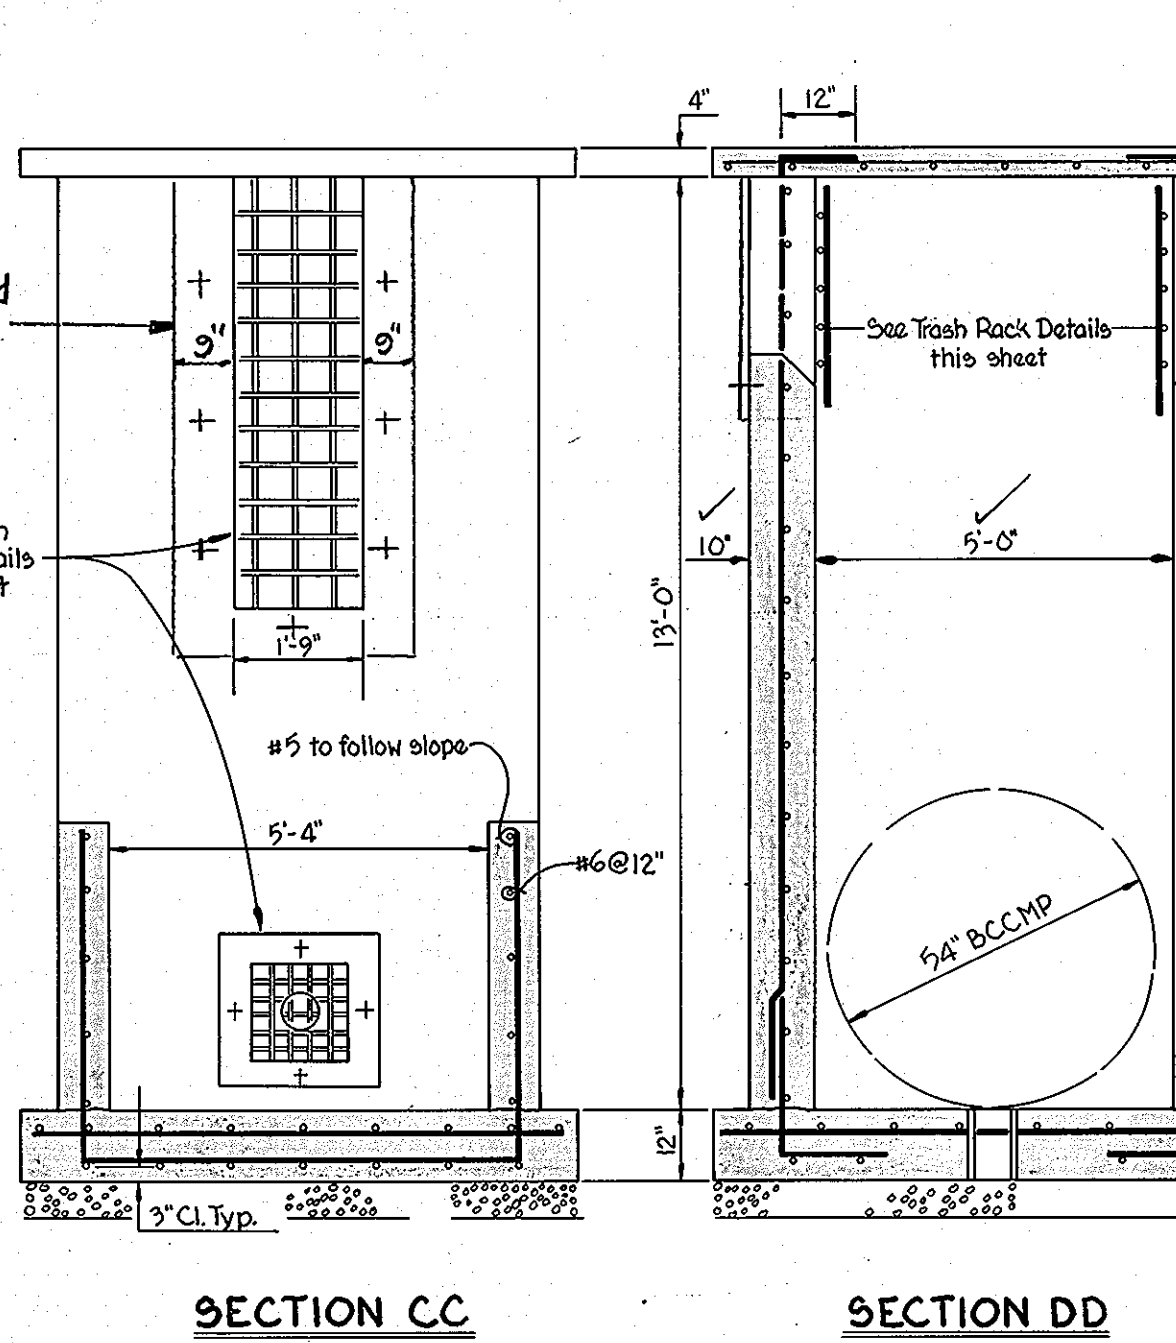 4"
12"
9"
9"
See Trash Rack Details
this sheet
10"
5'-0"
13'-0"
1'-9"
#5 to follow slope
5'-4"
#6@12"
54" BCCMP
12"
3"Cl.Typ.
SECTION CC
SECTION DD